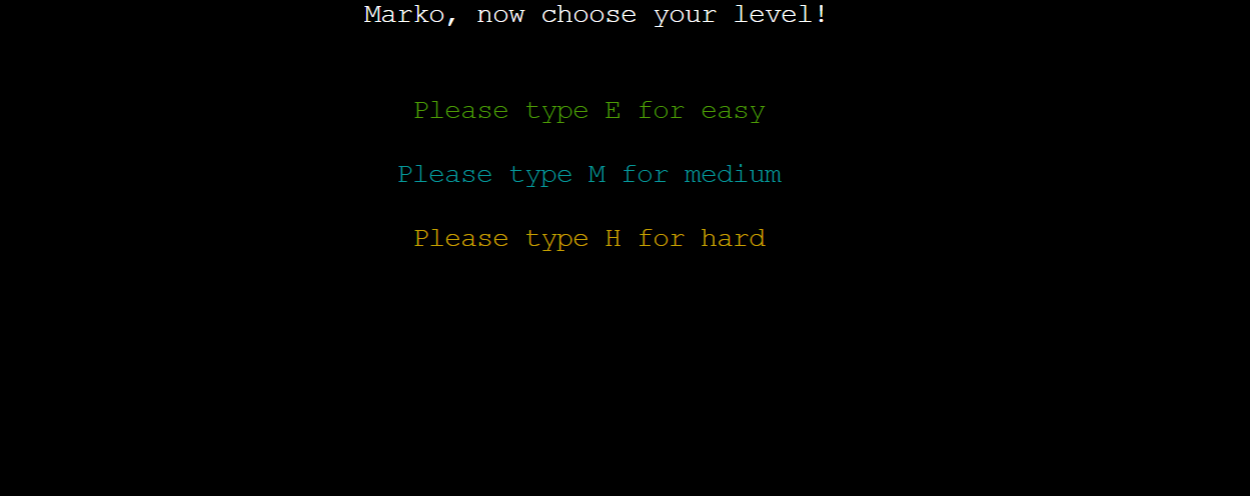 Marko, now choose your level!
Please type E for easy
Please type M for medium
Please type H for hard